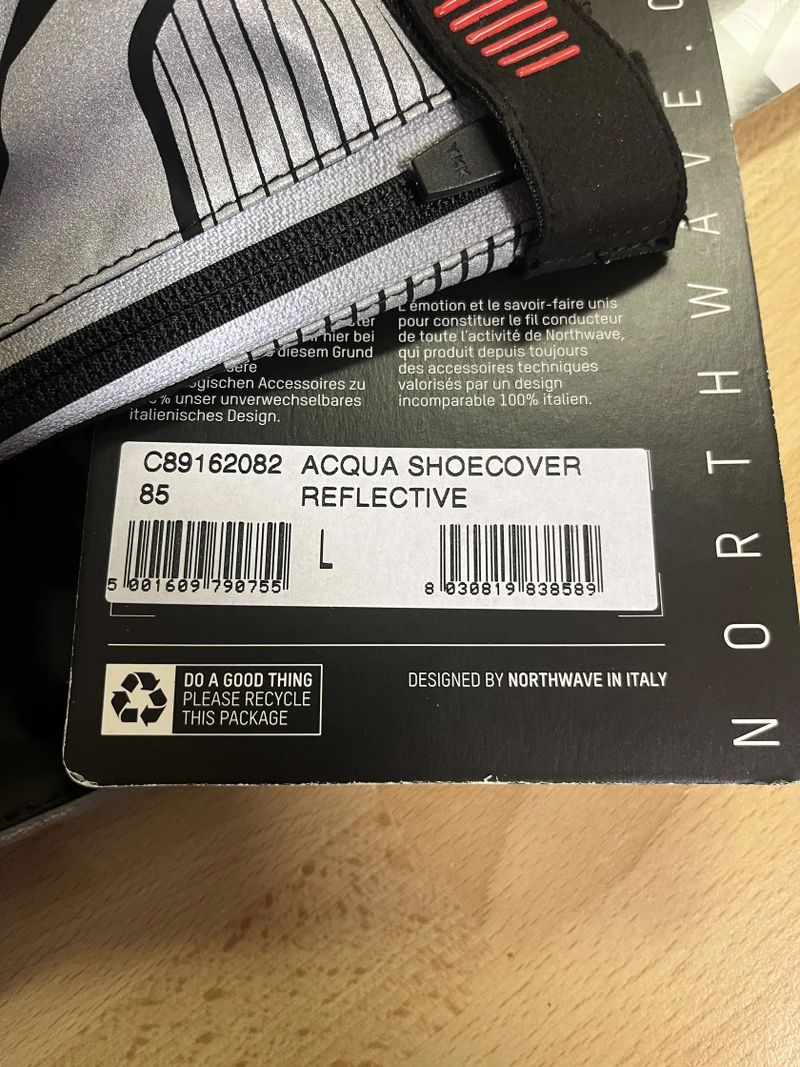 YKK
NORTHWAVE.
hier bei
diesem Grund
Accessoires zu
unser unverwechselbares
italienisches Design.
L'émotion et le savoir-faire unis
pour constituer le fil conducteur
de toute l'activité de Northwave,
qui produit depuis toujours
des accessoires techniques
valorisés par un design
incomparable 100% italien.
C89162082 ACQUA SHOECOVER
85 REFLECTIVE
L
5 001609 790755
8 030819 838589
DO A GOOD THING
PLEASE RECYCLE
THIS PACKAGE
DESIGNED BY NORTHWAVE IN ITALY